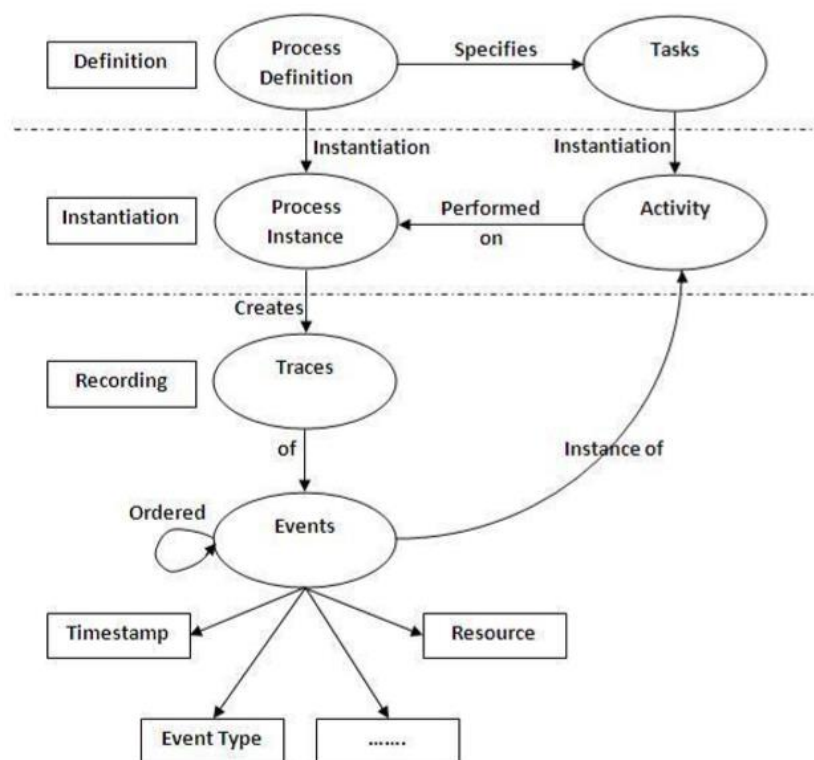 Definition
Process
Definition
Specifies
Tasks
Instantiation
Instantiation
Instantiation
Process
Instance
Performed
on
Activity
Creates
Recording
Traces
of
Instance of
Ordered
Events
Timestamp
Resource
Event Type
.......